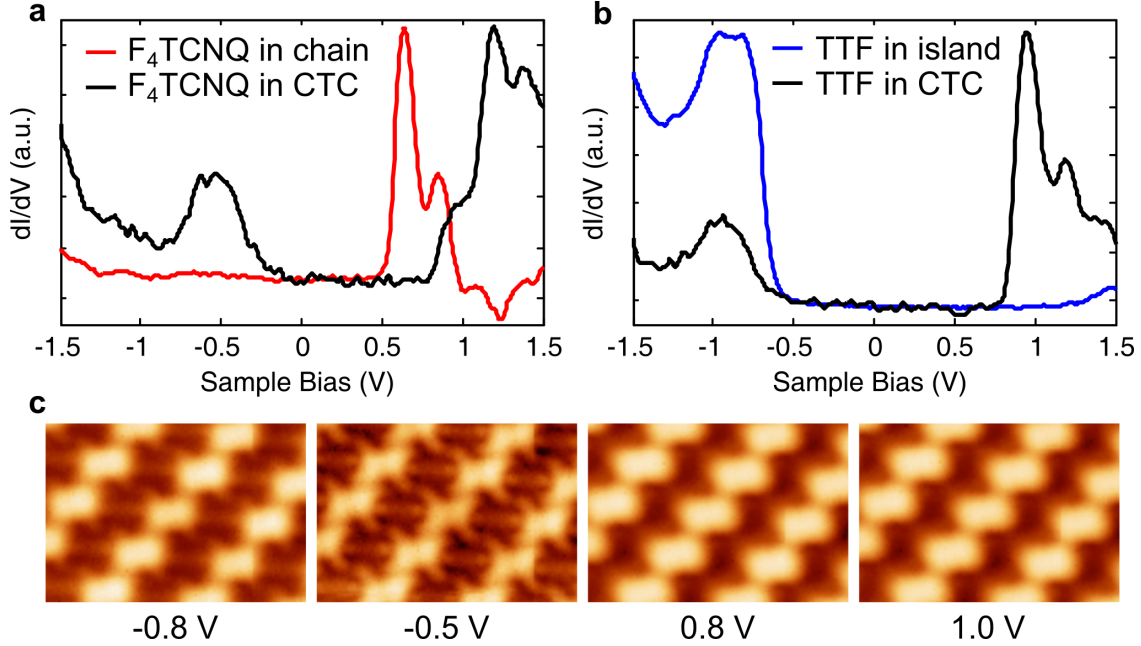 a
F₄TCNQ in chain
F₄TCNQ in CTC
dI/dV (a.u.)
-1.5 -1 -0.5 0 0.5 1 1.5
Sample Bias (V)
b
TTF in island
TTF in CTC
dI/dV (a.u.)
-1.5 -1 -0.5 0 0.5 1 1.5
Sample Bias (V)
c
-0.8 V -0.5 V 0.8 V 1.0 V